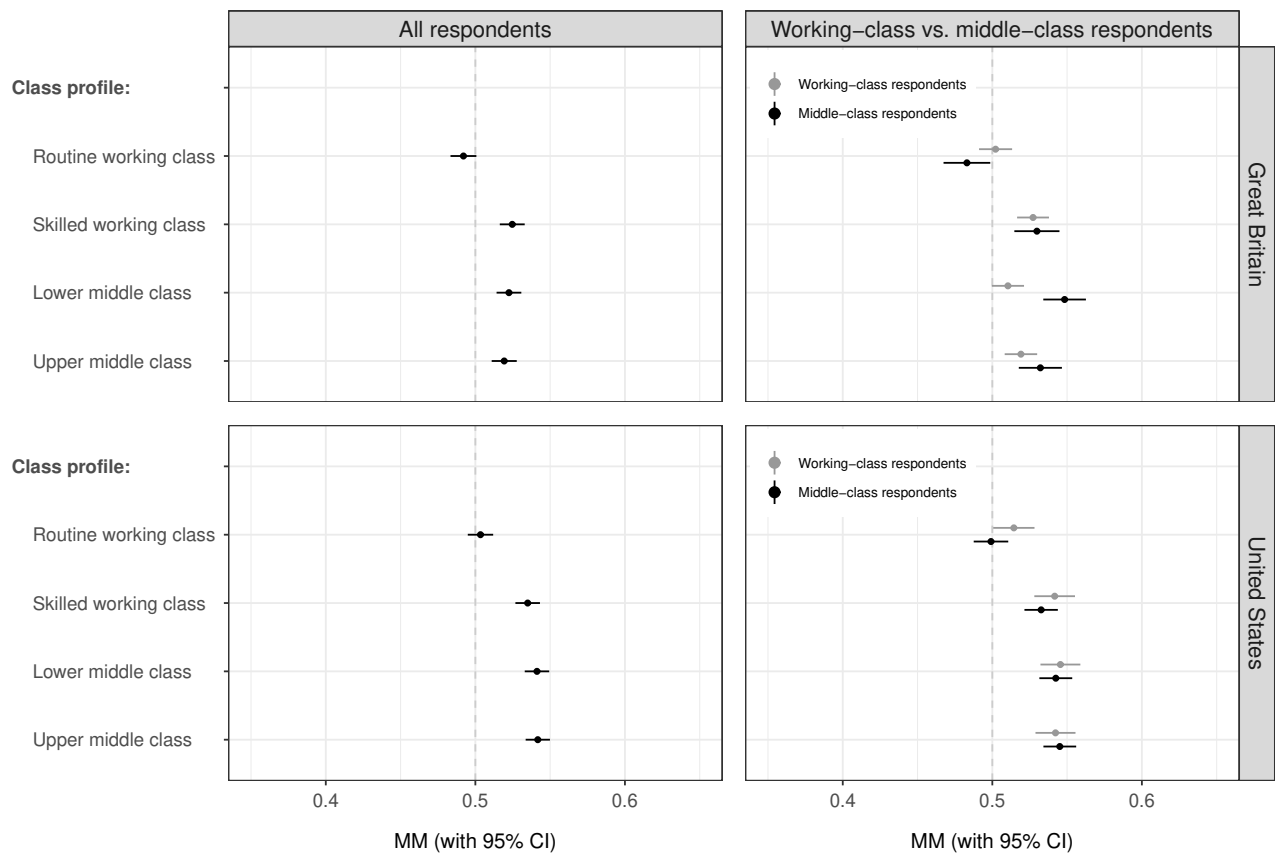 All respondents
Working−class vs. middle−class respondents
Class profile:
Routine working class
Skilled working class
Lower middle class
Upper middle class
Working−class respondents
Middle−class respondents
Great Britain
Class profile:
Routine working class
Skilled working class
Lower middle class
Upper middle class
Working−class respondents
Middle−class respondents
United States
0.4 0.5 0.6
0.4 0.5 0.6
MM (with 95% CI)
MM (with 95% CI)